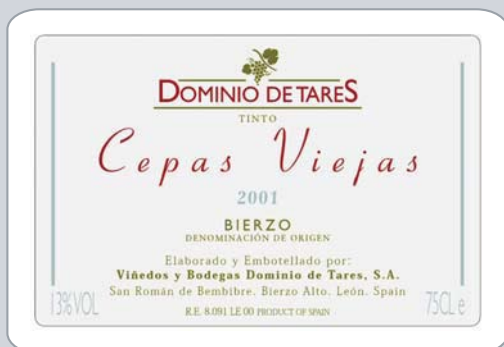 DOMINIO DE TARES
TINTO
Cepas Viejas
2001
BIERZO
DENOMINACIÓN DE ORIGEN
Elaborado y Embotellado por:
Viñedos y Bodegas Dominio de Tares, S.A.
San Román de Bembibre. Bierzo Alto. León. Spain
13%VOL
75CL e
R.E. 8.091 LE 00 PRODUCT OF SPAIN